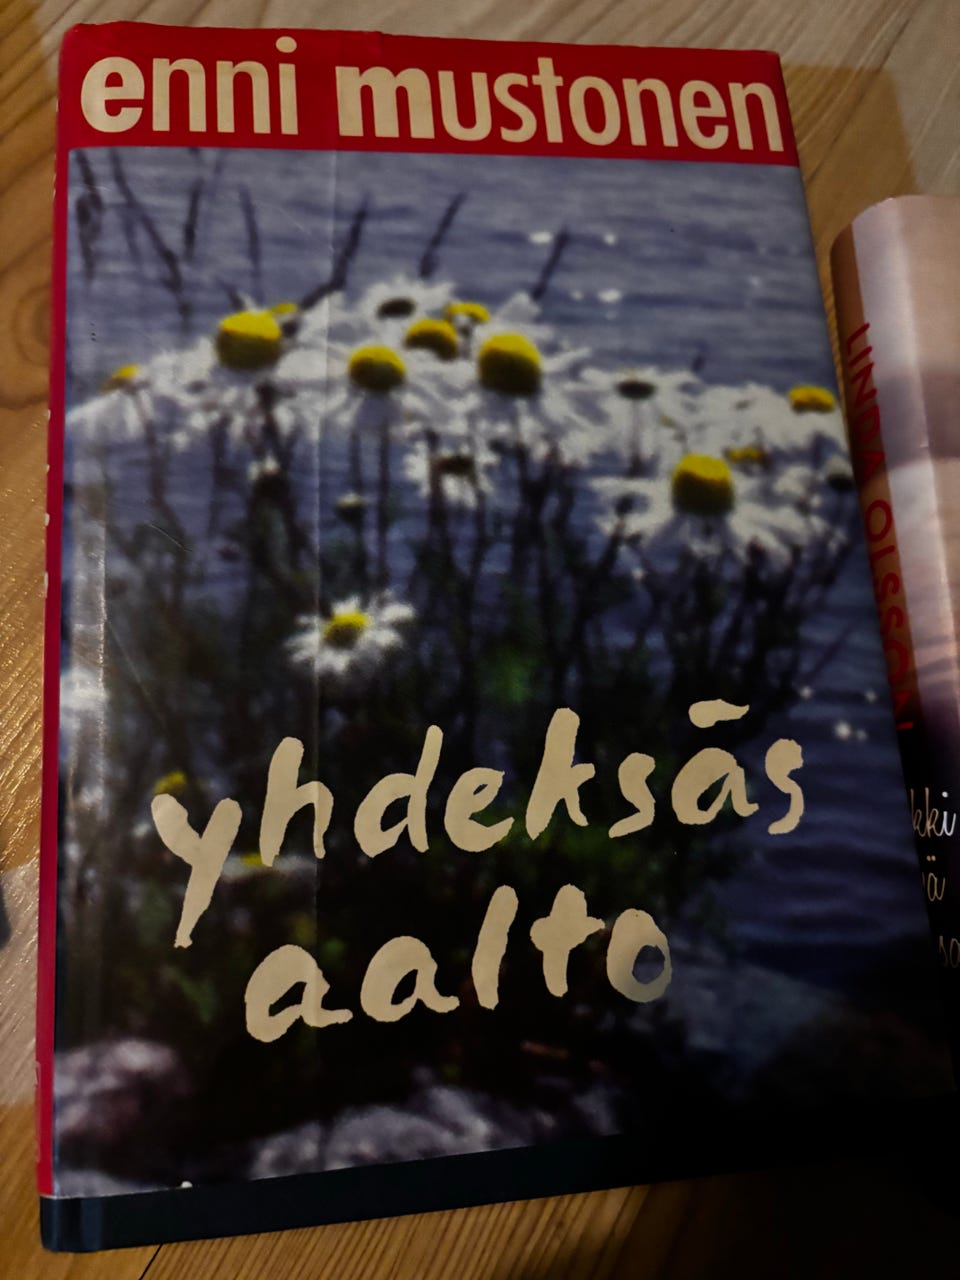 enni mustonen
yhdeksäs
aalto
LINDA OLSSON